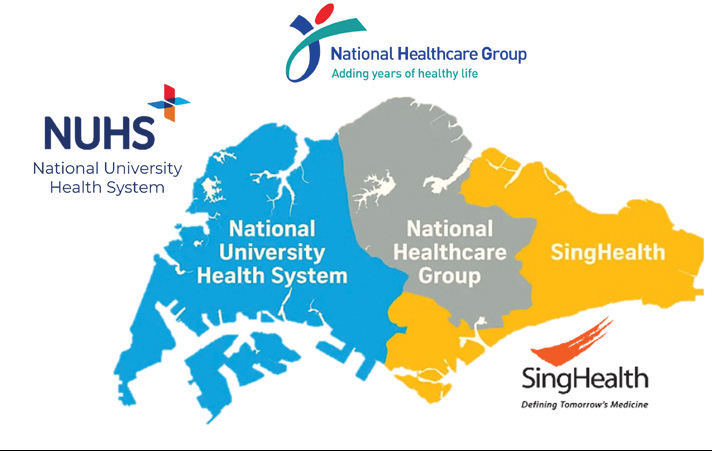 National Healthcare Group
Adding years of healthy life
NUHS
National University
Health System
National
University
Health System
National
Healthcare
Group
SingHealth
SingHealth
Defining Tomorrow's Medicine